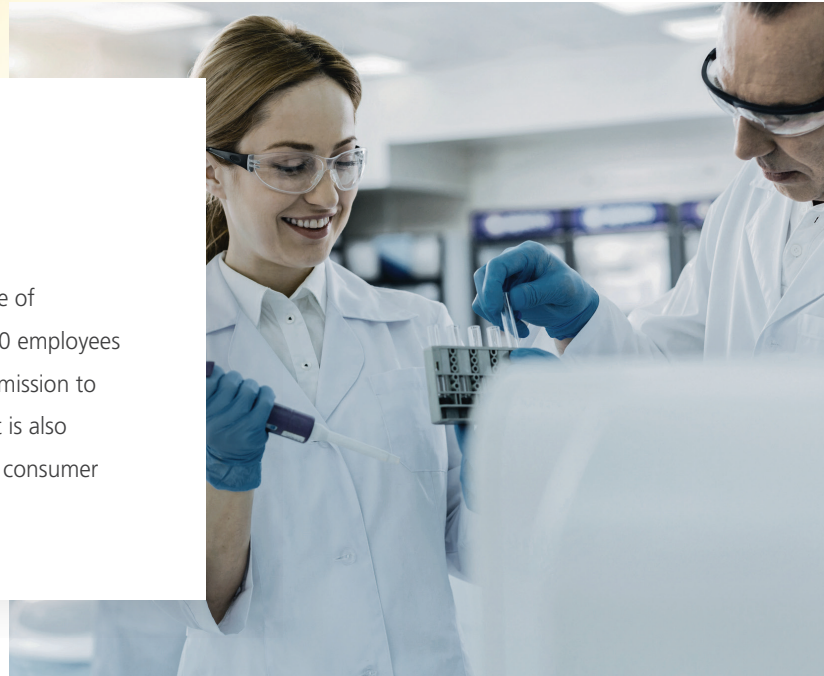 e of
0 employees
mission to
t is also
consumer